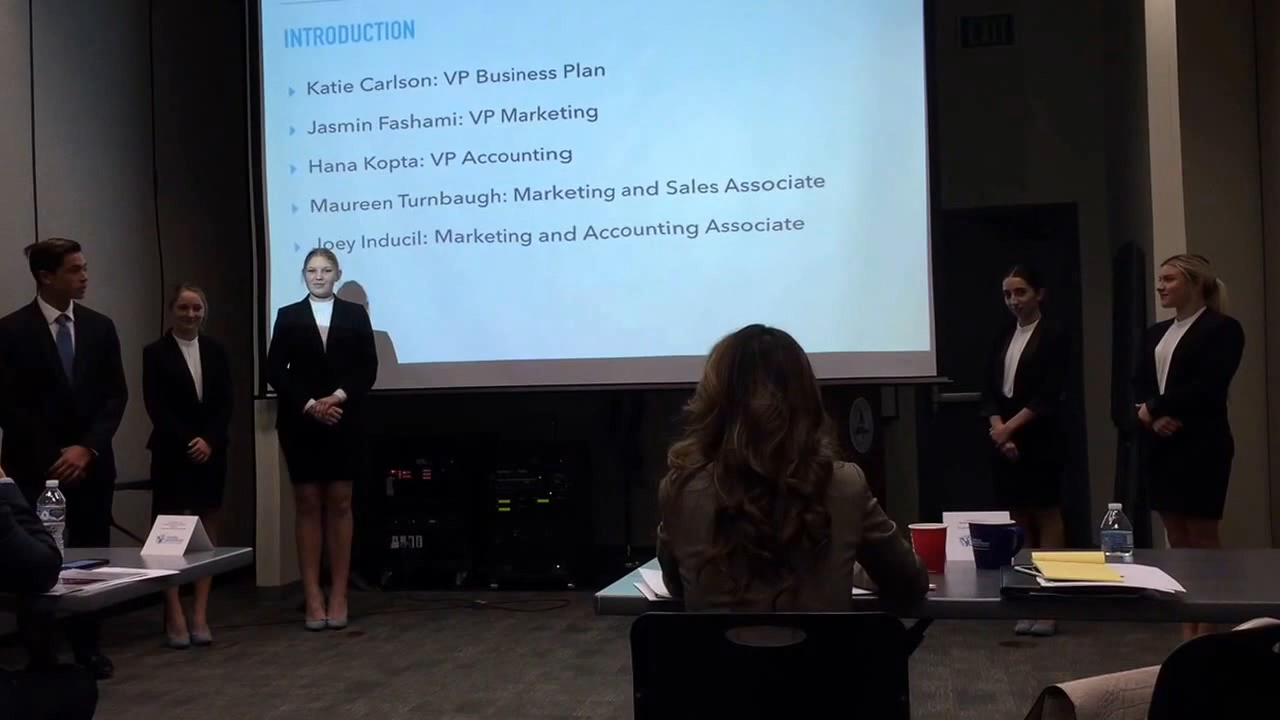 INTRODUCTION
Katie Carlson: VP Business Plan
Jasmin Fashami: VP Marketing
Hana Kopta: VP Accounting
Maureen Turnbaugh: Marketing and Sales Associate
Joey Inducil: Marketing and Accounting Associate
EXIT